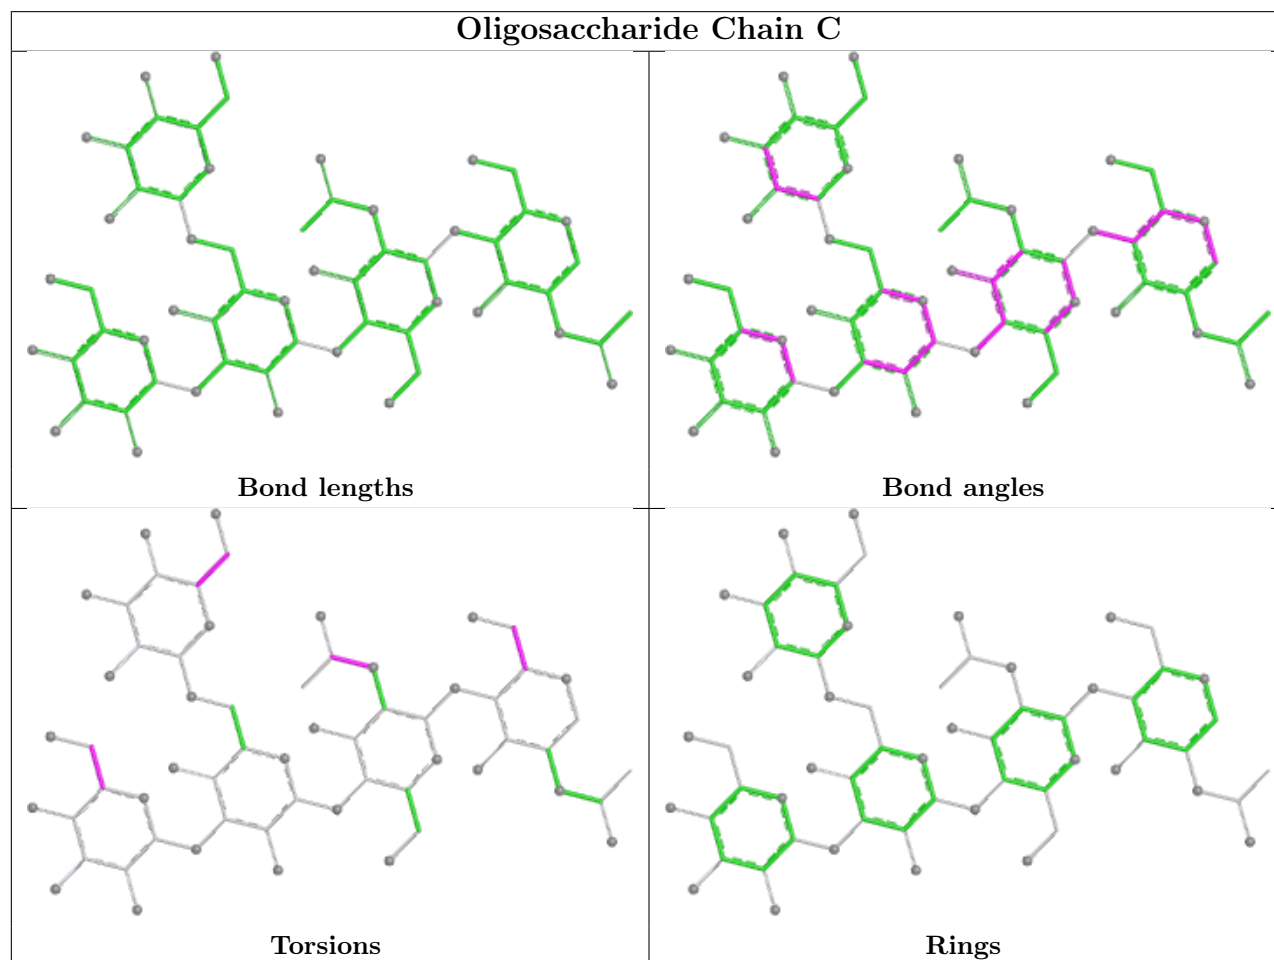 Oligosaccharide Chain C
Bond lengths
Bond angles
Torsions
Rings